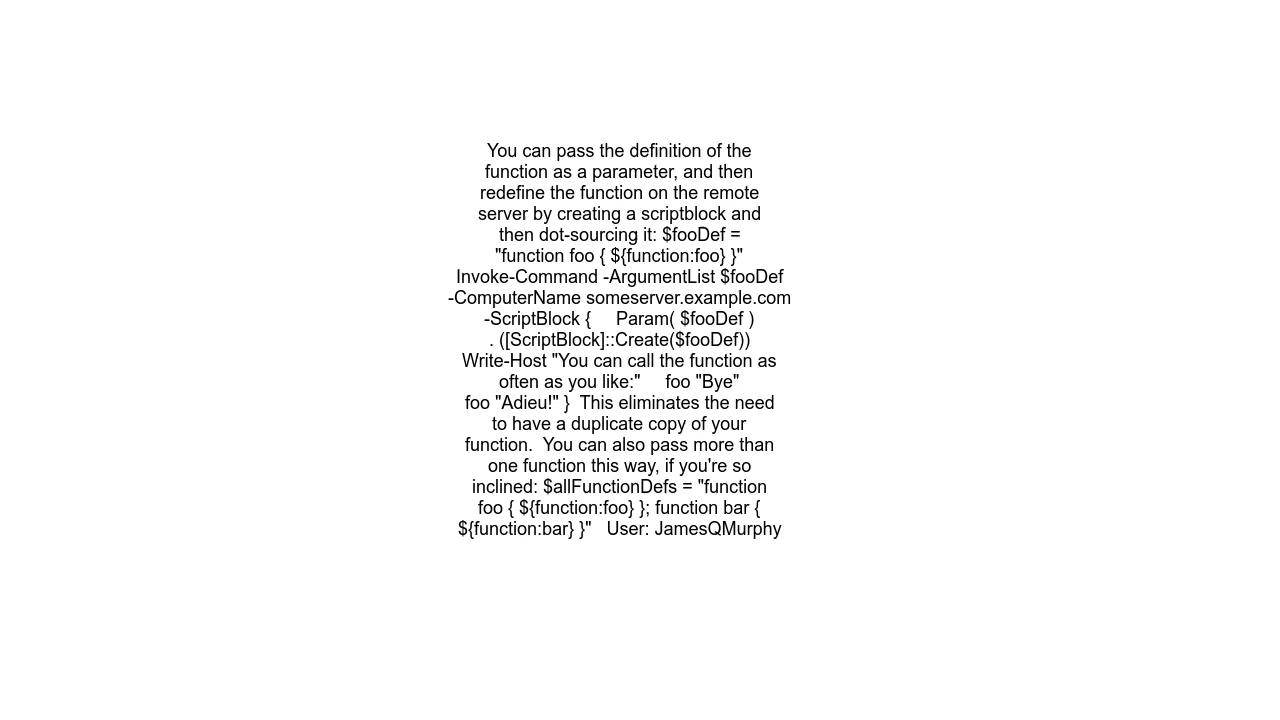 You can pass the definition of the
function as a parameter, and then
redefine the function on the remote
server by creating a scriptblock and
then dot-sourcing it: $fooDef =
"function foo { ${function:foo} }"
Invoke-Command -ArgumentList $fooDef
-ComputerName someserver.example.com
-ScriptBlock {     Param( $fooDef )
. ([ScriptBlock]::Create($fooDef))
Write-Host "You can call the function as
often as you like:"     foo "Bye"
foo "Adieu!" }  This eliminates the need
to have a duplicate copy of your
function.  You can also pass more than
one function this way, if you're so
inclined: $allFunctionDefs = "function
foo { ${function:foo} }; function bar {
${function:bar} }"   User: JamesQMurphy